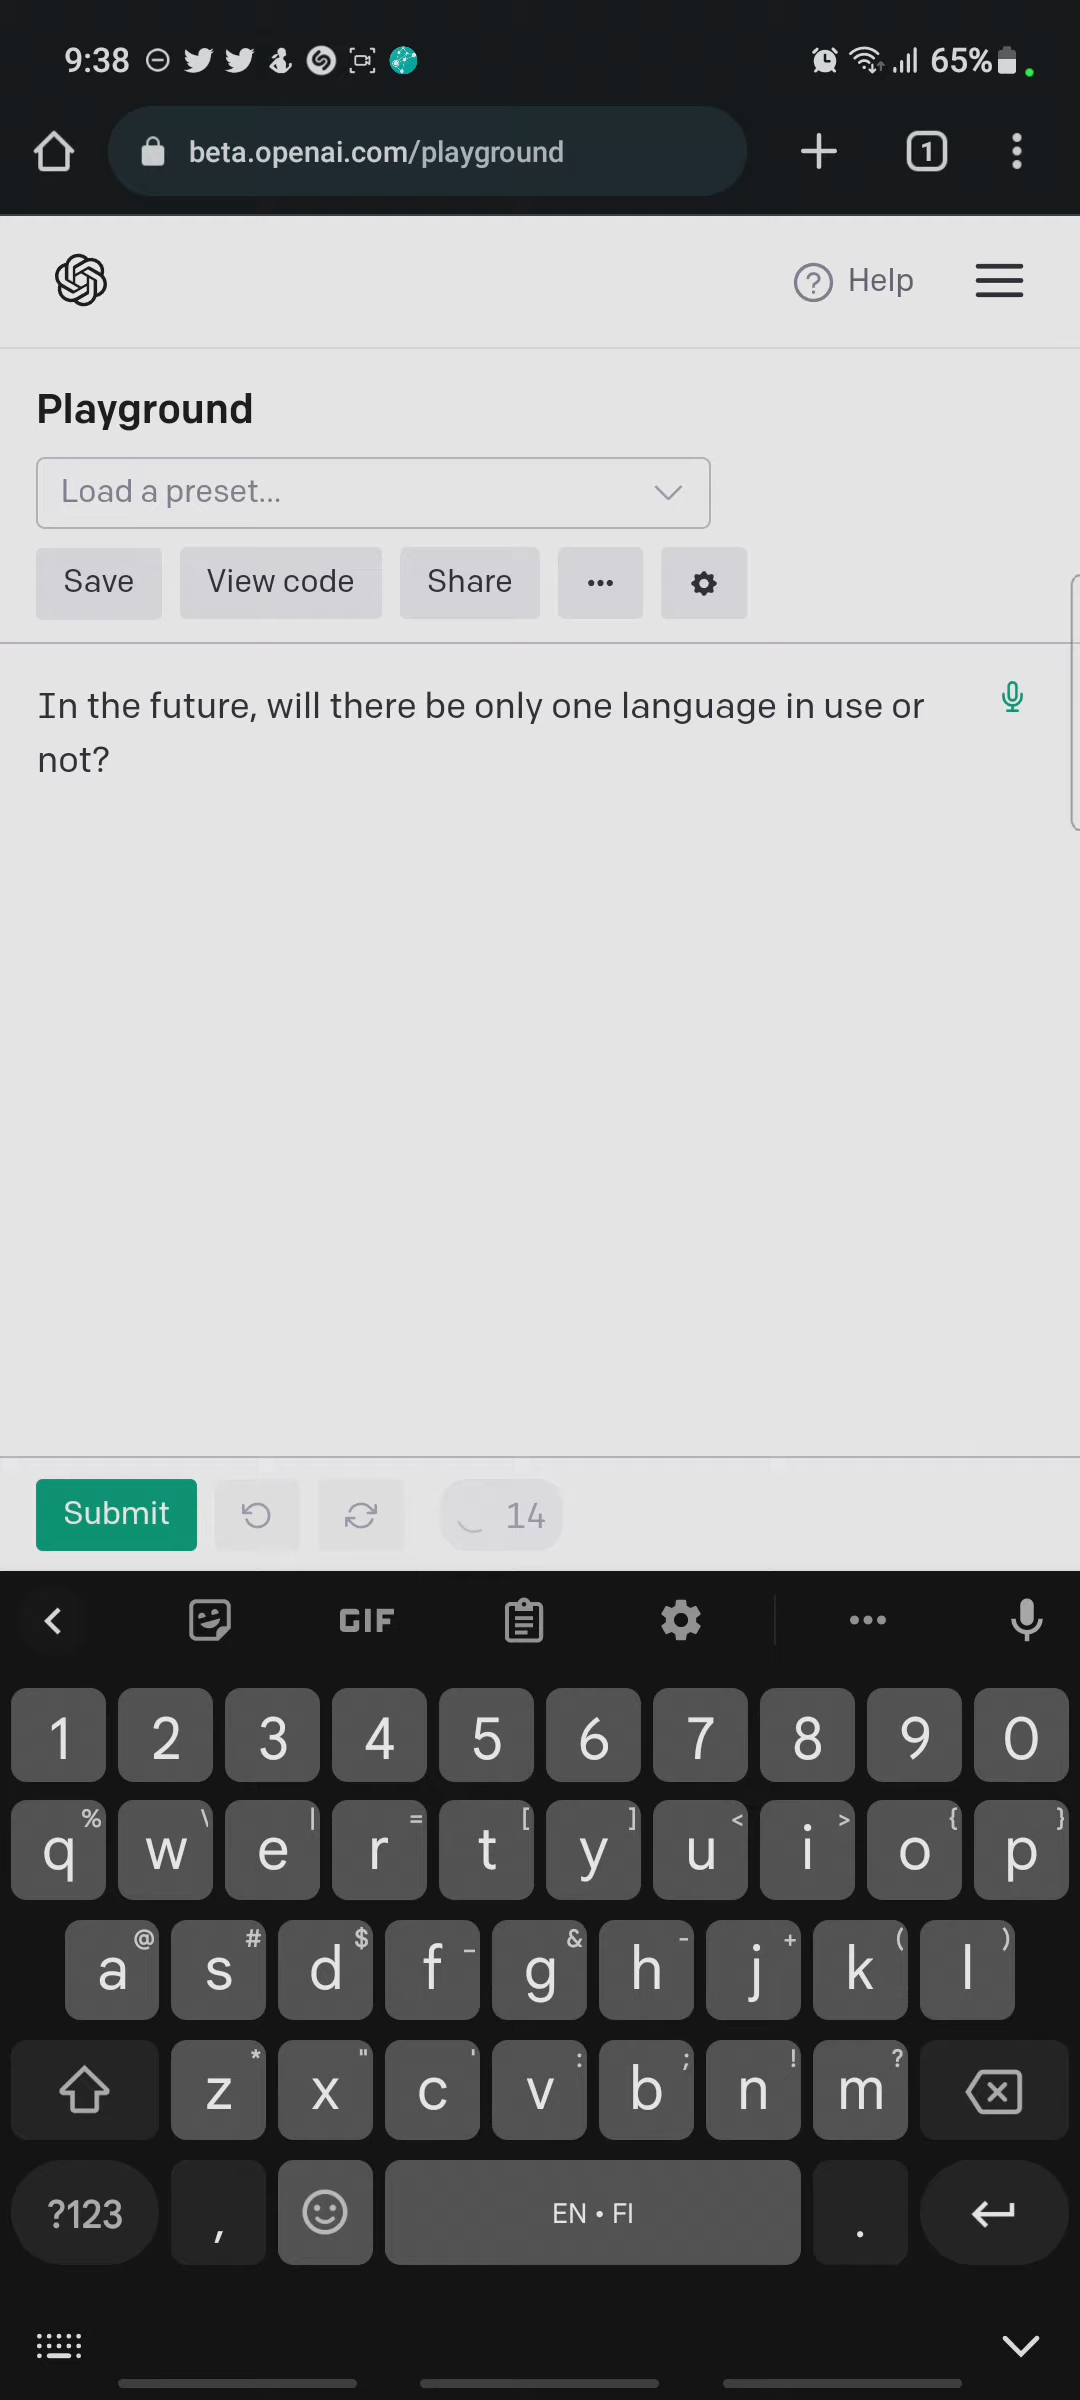 9:38
65%
beta.openai.com/playground
1
Help
Playground
Load a preset...
Save
View code
Share
In the future, will there be only one language in use or
not?
Submit
14
GIF
1 2 3 4 5 6 7 8 9 0
% \ | = [ ] < > { }
q w e r t y u i o p
@ # $ _ & - + ( )
a s d f g h j k l
* " ' : ; ! ?
z x c v b n m
?123 , EN • FI .